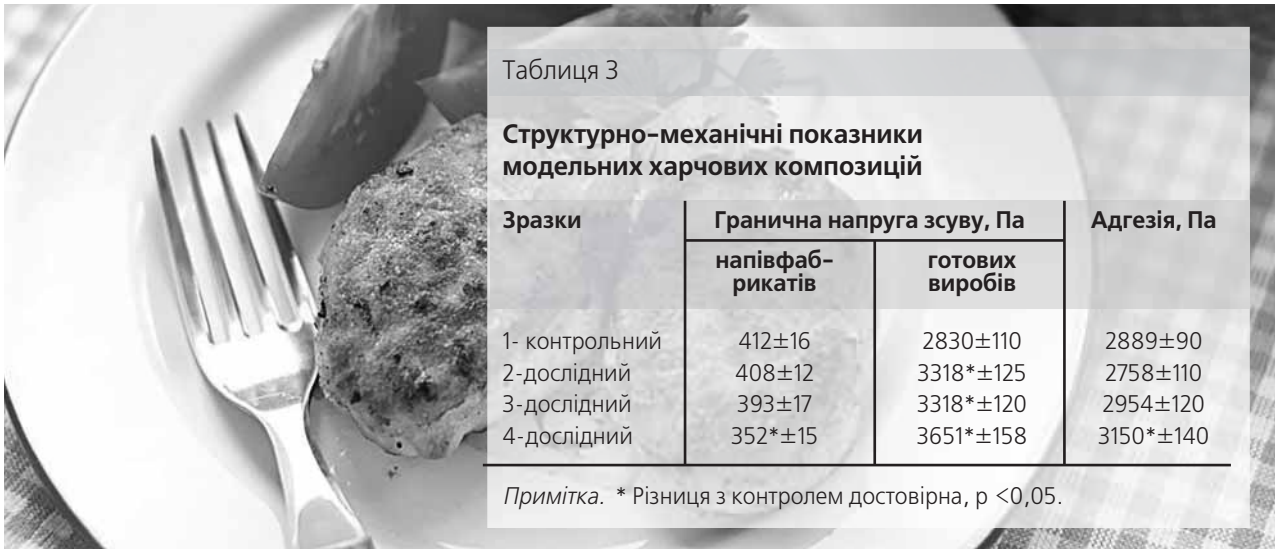 Таблиця 3
Структурно–механічні показники
модельних харчових композицій
Зразки Гранична напруга зсуву, Па Адгезія, Па
напівфаб– готових
рикатів виробів
1- контрольний 412±16 2830±110 2889±90
2-дослідний 408±12 3318*±125 2758±110
3-дослідний 393±17 3318*±120 2954±120
4-дослідний 352*±15 3651*±158 3150*±140
Примітка. * Різниця з контролем достовірна, p <0,05.